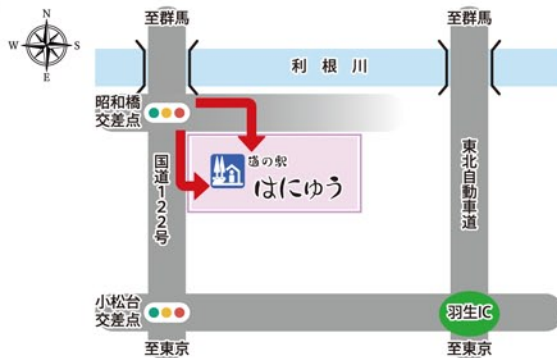 N
W
S
E
至群馬
至群馬
利根川
昭和橋
交差点
道の駅
はにゅう
国道122号
東北自動車道
小松台
交差点
羽生IC
至東京
至東京